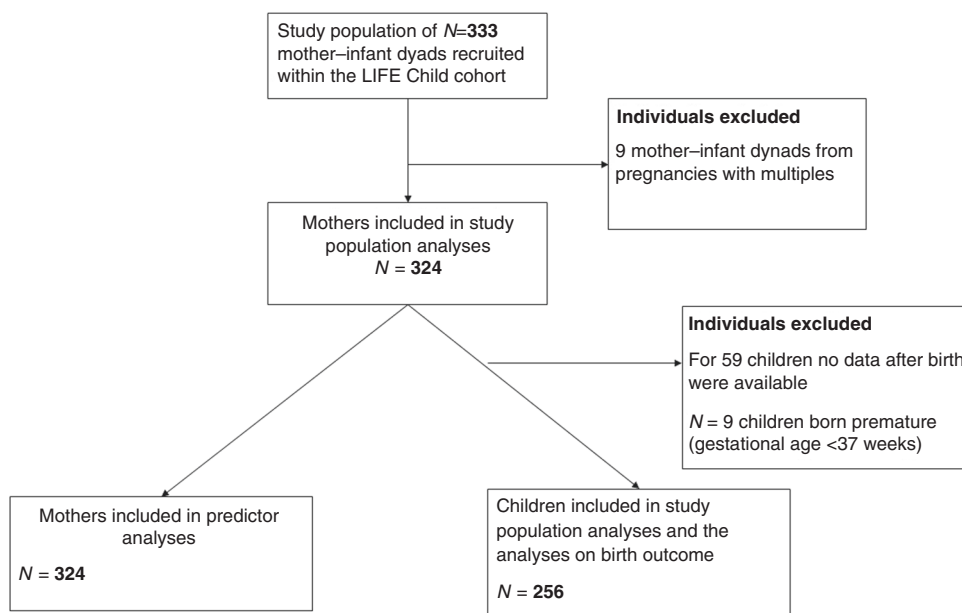 Study population of N=333
mother–infant dyads recruited
within the LIFE Child cohort
Individuals excluded
9 mother–infant dynads from
pregnancies with multiples
Mothers included in study
population analyses
N = 324
Individuals excluded
For 59 children no data after birth
were available
N = 9 children born premature
(gestational age <37 weeks)
Mothers included in predictor
analyses
N = 324
Children included in study
population analyses and the
analyses on birth outcome
N = 256